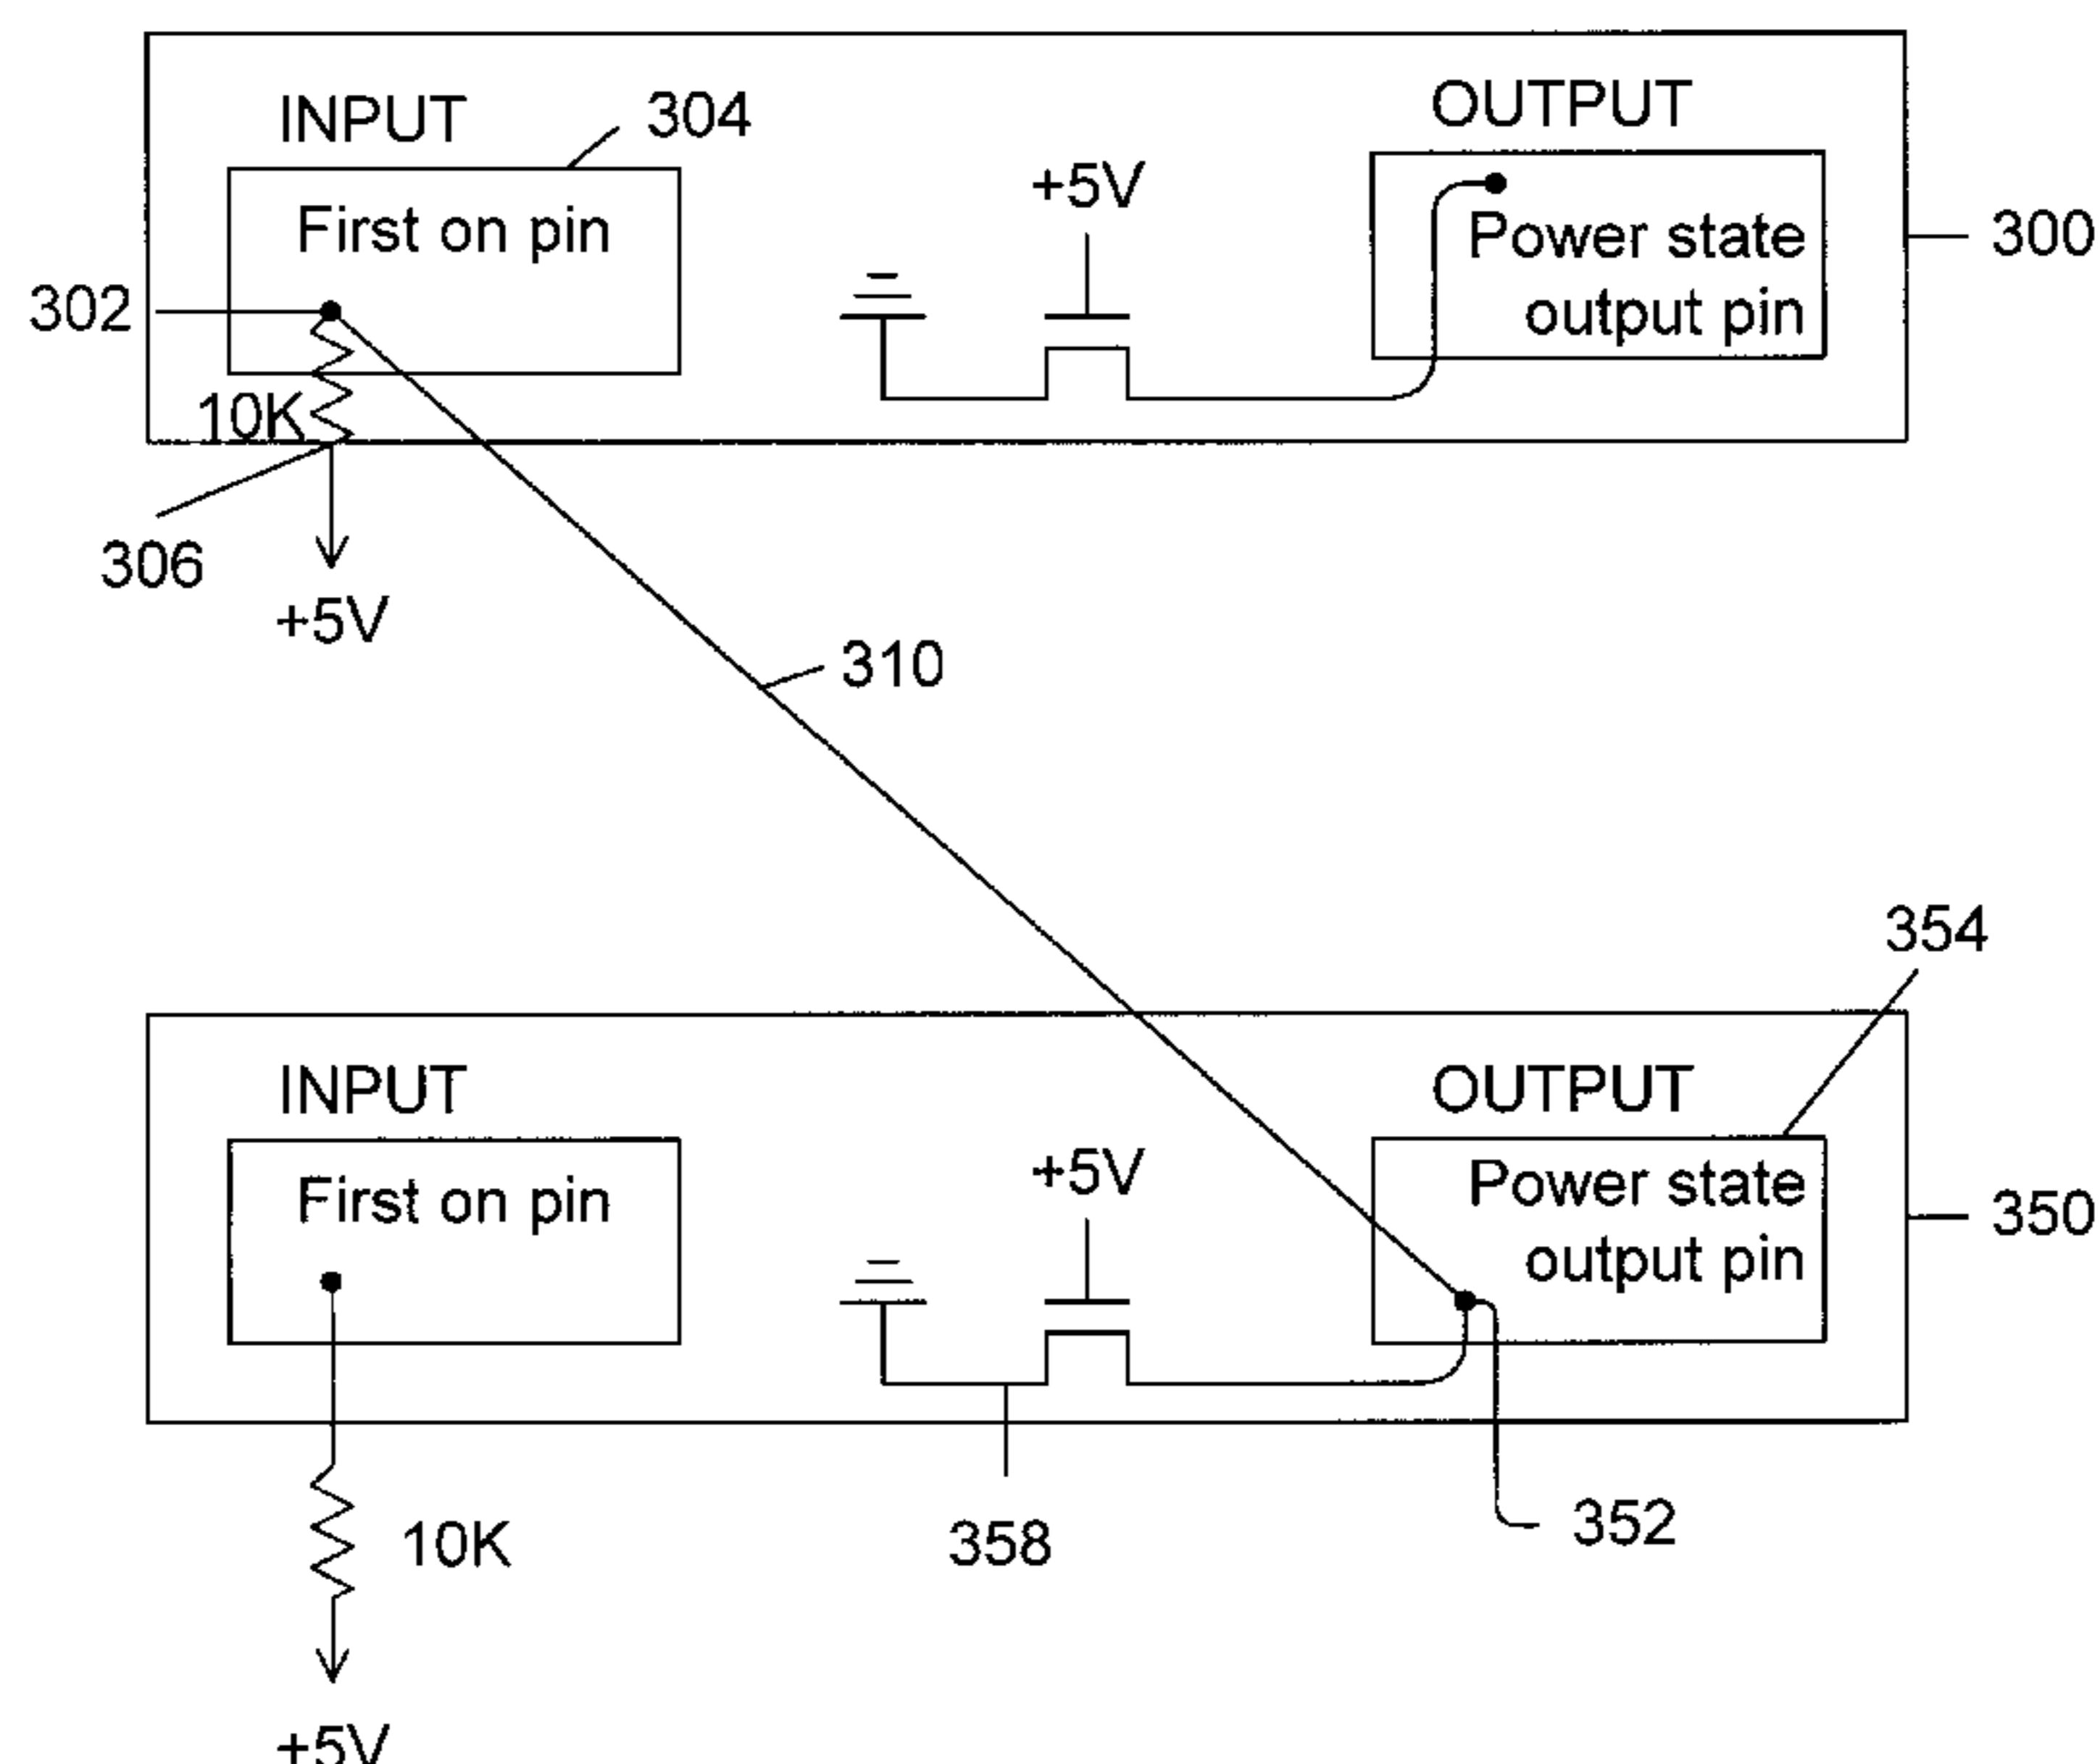 INPUT
304
OUTPUT
+5V
First on pin
Power state
output pin
300
302
10K
306
+5V
310
354
INPUT
OUTPUT
+5V
First on pin
Power state
output pin
350
10K
358
352
+5V